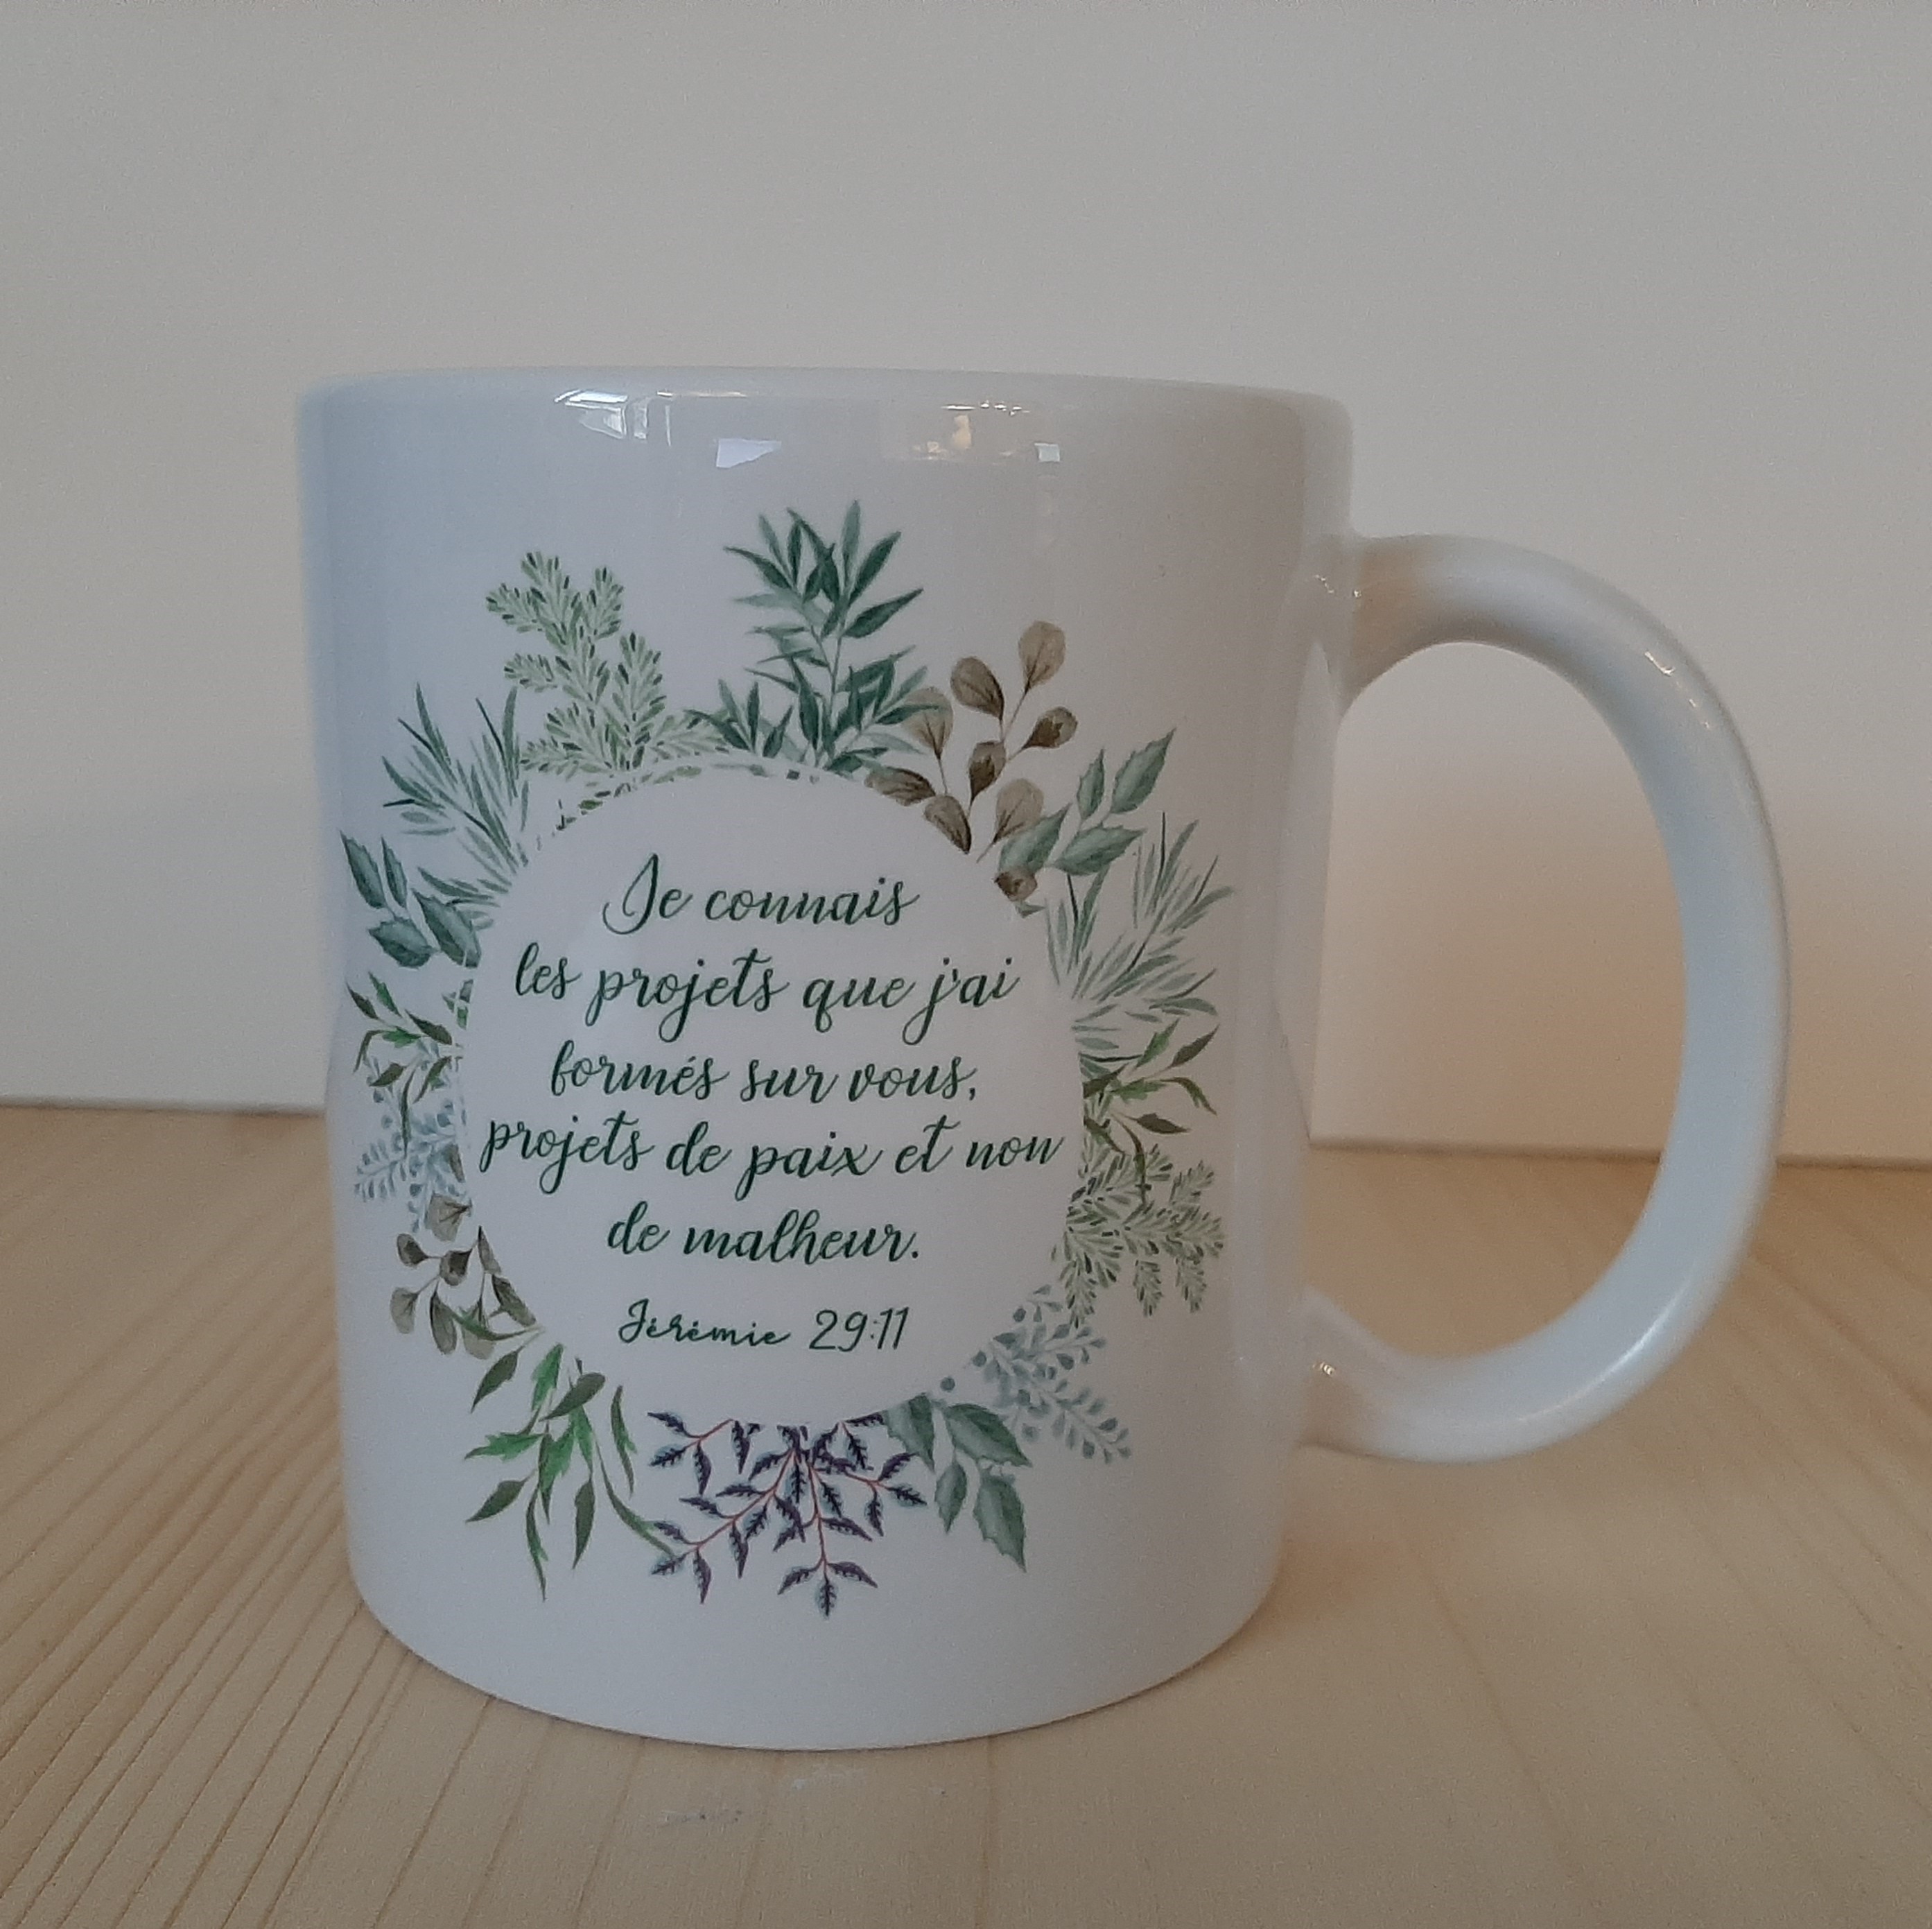 Je connais
les projets que j'ai
formés sur vous,
projets de paix et non
de malheur.
Jérémie 29:11